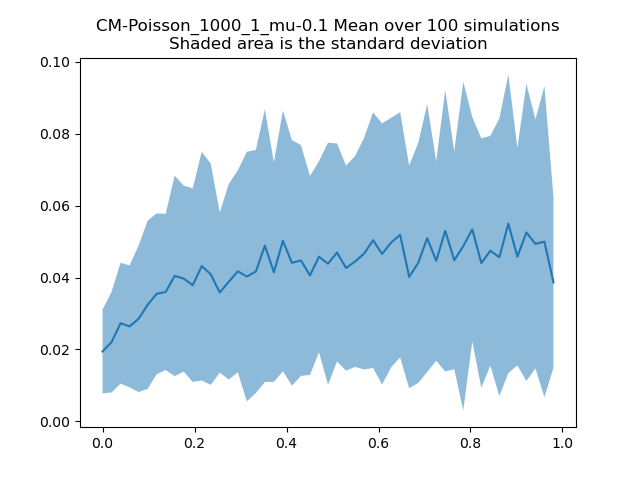 CM-Poisson_1000_1_mu-0.1 Mean over 100 simulations
Shaded area is the standard deviation
0.10
0.08
0.06
0.04
0.02
0.00
0.0 0.2 0.4 0.6 0.8 1.0